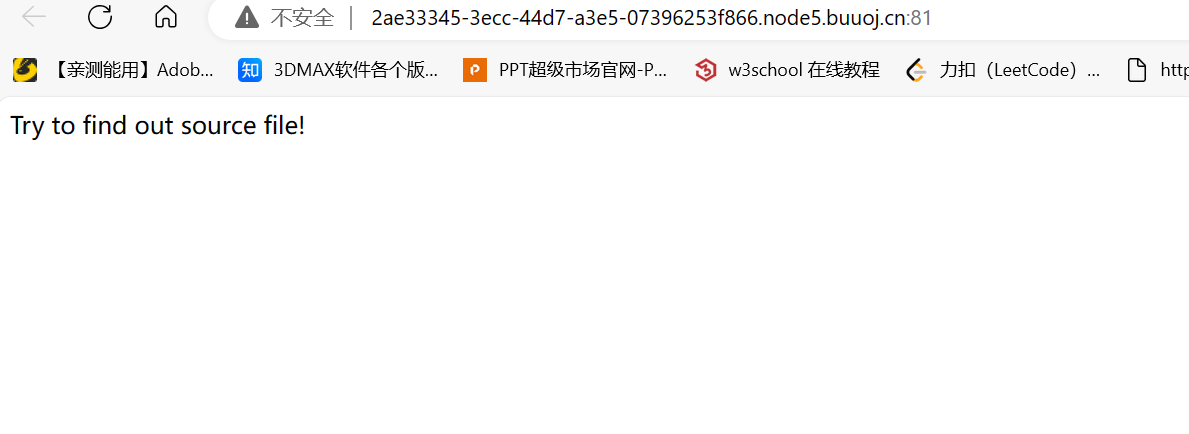 不安全 | 2ae33345-3ecc-44d7-a3e5-07396253f866.node5.buuoj.cn:81
【亲测能用】Adob... 知 3DMAX软件各个版... P PPT超级市场官网-P... w3school 在线教程 力扣（LeetCode）... http
Try to find out source file!